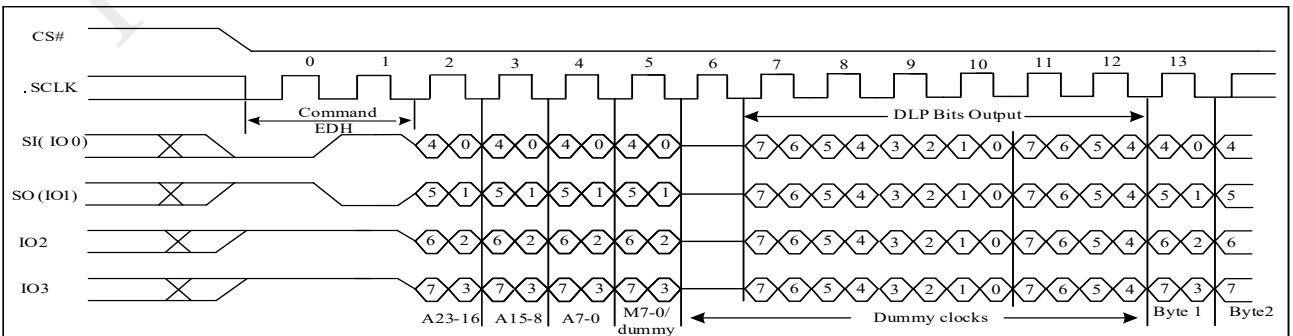 CS#
0 1 2 3 4 5 6 7 8 9 10 11 12 13
. SCLK
Command
EDH
DLP Bits Output
SI( IO 0)
4 0 4 0 4 0 4 0 7 6 5 4 3 2 1 0 7 6 5 4 4 0 4
SO (IO1)
5 1 5 1 5 1 5 1 7 6 5 4 3 2 1 0 7 6 5 4 5 1 5
IO2
6 2 6 2 6 2 6 2 7 6 5 4 3 2 1 0 7 6 5 4 6 2 6
IO3
7 3 7 3 7 3 7 3 7 6 5 4 3 2 1 0 7 6 5 4 7 3 7
A23-16 A15-8 A7-0 M7-0/
dummy
Dummy clocks
Byte 1 Byte2